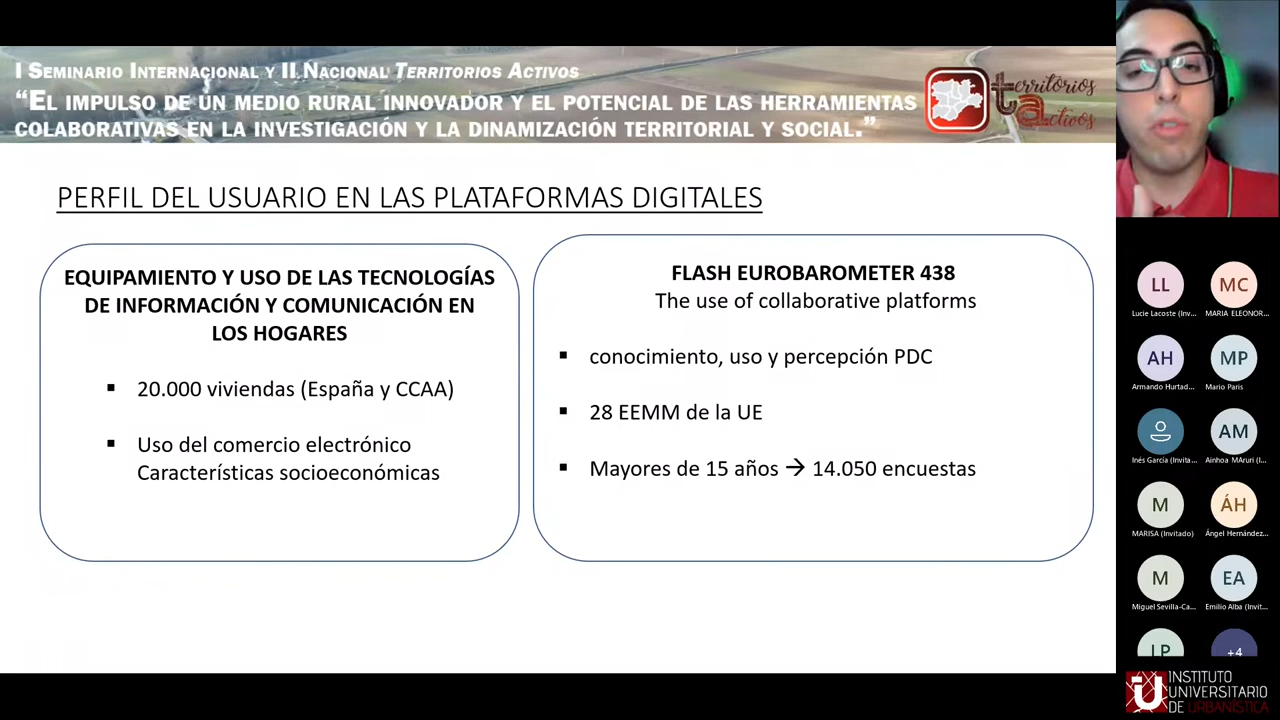 I Seminario Internacional y II Nacional Territorios Activos
“El impulso de un medio rural innovador y el potencial de las herramientas
colaborativas en la investigación y la dinamización territorial y social.”
territorios
ta
activos
PERFIL DEL USUARIO EN LAS PLATAFORMAS DIGITALES
EQUIPAMIENTO Y USO DE LAS TECNOLOGÍAS
DE INFORMACIÓN Y COMUNICACIÓN EN
LOS HOGARES
▪ 20.000 viviendas (España y CCAA)
▪ Uso del comercio electrónico
Características socioeconómicas
FLASH EUROBAROMETER 438
The use of collaborative platforms
▪ conocimiento, uso y percepción PDC
▪ 28 EEMM de la UE
▪ Mayores de 15 años → 14.050 encuestas
LL MC
Lucie Lacoste (Inv... MARIA ELEONOR...
AH MP
Armando Hurtad... Mario Paris
AM
Inés García (Invita... Ainhoa MAruri (I...
M ÁH
MARISA (Invitado) Ángel Hernández...
M EA
Miguel Sevilla-Ca... Emilio Alba (Invit...
LP +4
INSTITUTO
UNIVERSITARIO
DE URBANÍSTICA